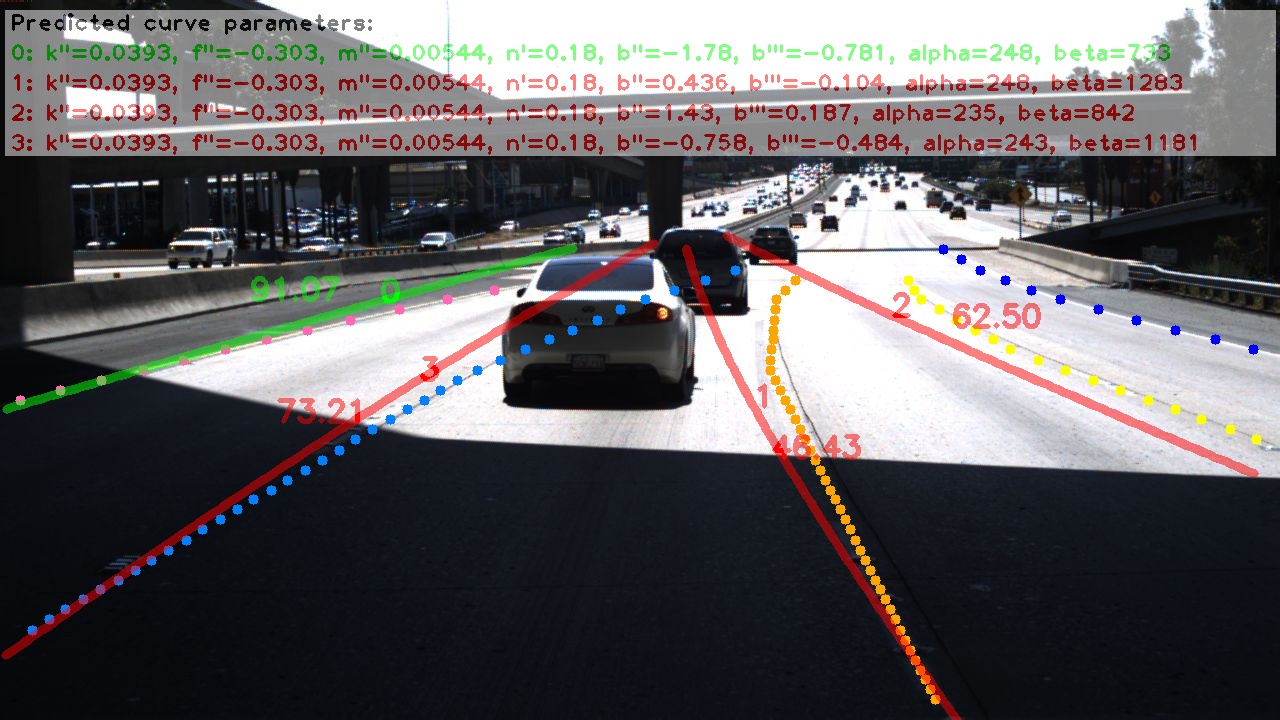 Predicted curve parameters:
0: k''=0.0393, f''=-0.303, m''=0.00544, n'=0.18, b''=-1.78, b'''=-0.781, alpha=248, beta=733
1: k''=0.0393, f''=-0.303, m''=0.00544, n'=0.18, b''=0.436, b'''=-0.104, alpha=248, beta=1283
2: k''=0.0393, f''=-0.303, m''=0.00544, n'=0.18, b''=1.43, b'''=0.187, alpha=235, beta=842
3: k''=0.0393, f''=-0.303, m''=0.00544, n'=0.18, b''=-0.758, b'''=-0.484, alpha=243, beta=1181
91.07 0
2 62.50
3
73.21
1
46.43